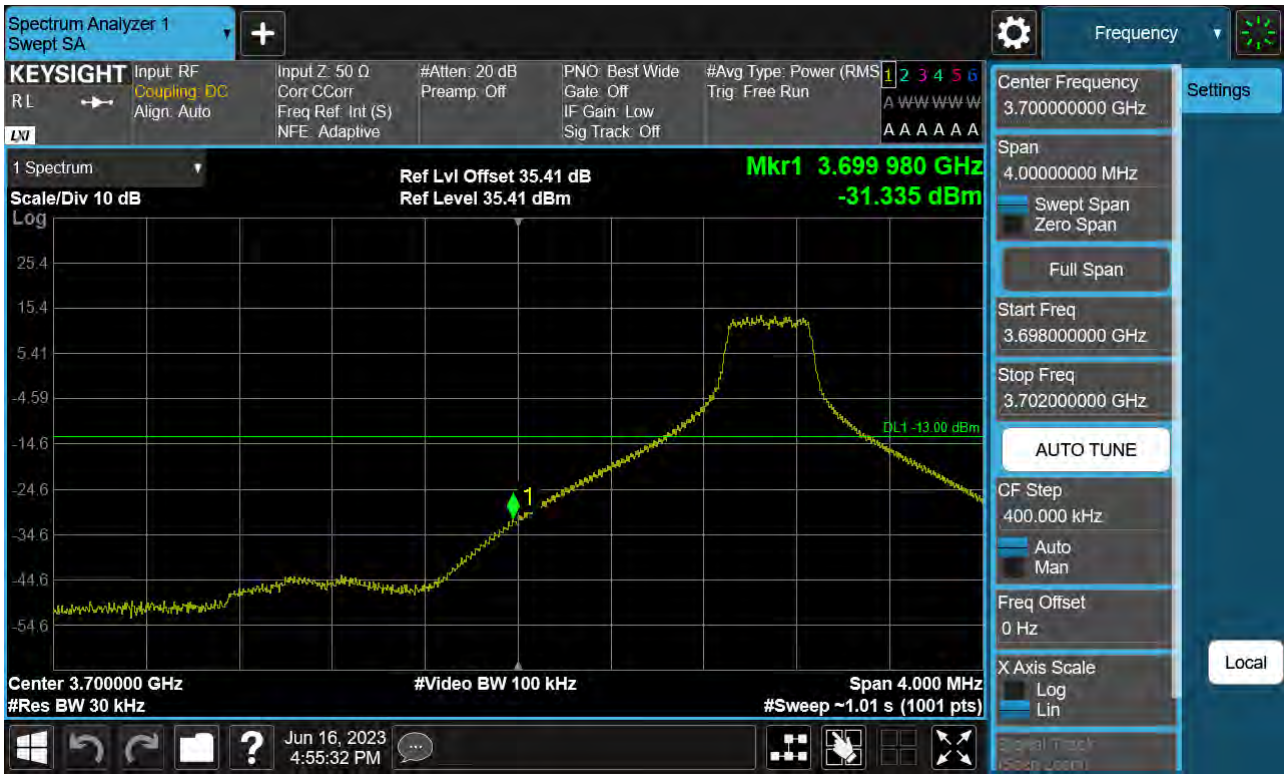 Spectrum Analyzer 1
Swept SA
Frequency
KEYSIGHT
RL
LXI
Input: RF
Coupling: DC
Align: Auto
Input Z: 50 Ω
Corr CCorr
Freq Ref: Int (S)
NFE: Adaptive
#Atten: 20 dB
Preamp: Off
PNO: Best Wide
Gate: Off
IF Gain: Low
Sig Track: Off
#Avg Type: Power (RMS
Trig: Free Run
1 2 3 4 5 6
A W W W W W
A A A A A A
1 Spectrum
Scale/Div 10 dB
Log
Ref Lvl Offset 35.41 dB
Ref Level 35.41 dBm
Mkr1 3.699 980 GHz
-31.335 dBm
25.4
15.4
5.41
-4.59
-14.6
-24.6
-34.6
-44.6
-54.6
DL1 -13.00 dBm
1
Center 3.700000 GHz
#Res BW 30 kHz
#Video BW 100 kHz
Span 4.000 MHz
#Sweep ~1.01 s (1001 pts)
Center Frequency
3.700000000 GHz
Span
4.00000000 MHz
Swept Span
Zero Span
Full Span
Start Freq
3.698000000 GHz
Stop Freq
3.702000000 GHz
AUTO TUNE
CF Step
400.000 kHz
Auto
Man
Freq Offset
0 Hz
X Axis Scale
Log
Lin
Signal Track
(Span Zoom)
Settings
Local
?
Jun 16, 2023
4:55:32 PM